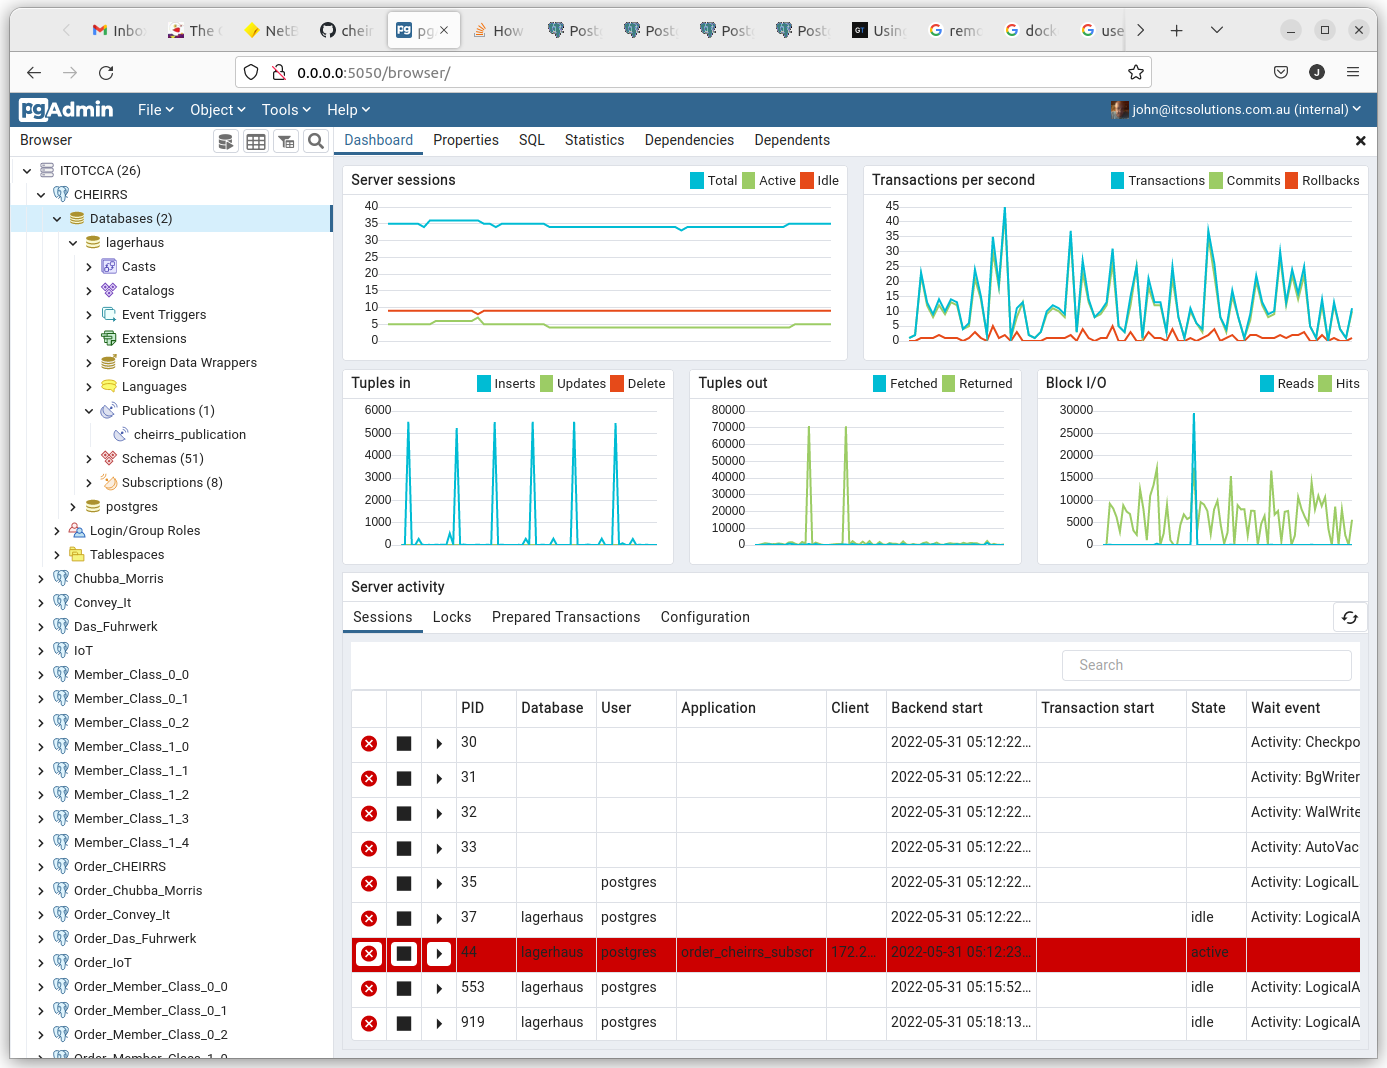 Inbo The C NetB cheir pg How Post Post Post Post Using remo dock use
0.0.0.0:5050/browser/
pgAdmin File Object Tools Help john@itcsolutions.com.au (internal)
Browser Dashboard Properties SQL Statistics Dependencies Dependents
ITOTCCA (26)
CHEIRRS
Databases (2)
lagerhaus
Casts
Catalogs
Event Triggers
Extensions
Foreign Data Wrappers
Languages
Publications (1)
cheirrs_publication
Schemas (51)
Subscriptions (8)
postgres
Login/Group Roles
Tablespaces
Chubba_Morris
Convey_It
Das_Fuhrwerk
IoT
Member_Class_0_0
Member_Class_0_1
Member_Class_0_2
Member_Class_1_0
Member_Class_1_1
Member_Class_1_2
Member_Class_1_3
Member_Class_1_4
Order_CHEIRRS
Order_Chubba_Morris
Order_Convey_It
Order_Das_Fuhrwerk
Order_IoT
Order_Member_Class_0_0
Order_Member_Class_0_1
Order_Member_Class_0_2
Order_Member_Class_1_0
Server sessions Total Active Idle
40
35
30
25
20
15
10
5
0
Transactions per second Transactions Commits Rollbacks
45
40
35
30
25
20
15
10
5
0
Tuples in Inserts Updates Delete
6000
5000
4000
3000
2000
1000
0
Tuples out Fetched Returned
80000
70000
60000
50000
40000
30000
20000
10000
0
Block I/O Reads Hits
30000
25000
20000
15000
10000
5000
0
Server activity
Sessions Locks Prepared Transactions Configuration
Search
PID Database User Application Client Backend start Transaction start State Wait event
30 2022-05-31 05:12:22... Activity: Checkpo
31 2022-05-31 05:12:22... Activity: BgWriter
32 2022-05-31 05:12:22... Activity: WalWrite
33 2022-05-31 05:12:22... Activity: AutoVac
35 postgres 2022-05-31 05:12:22... Activity: LogicalL
37 lagerhaus postgres 2022-05-31 05:12:22... idle Activity: LogicalA
44 lagerhaus postgres order_cheirrs_subscr 172.2... 2022-05-31 05:12:23... active
553 lagerhaus postgres 2022-05-31 05:15:52... idle Activity: LogicalA
919 lagerhaus postgres 2022-05-31 05:18:13... idle Activity: LogicalA